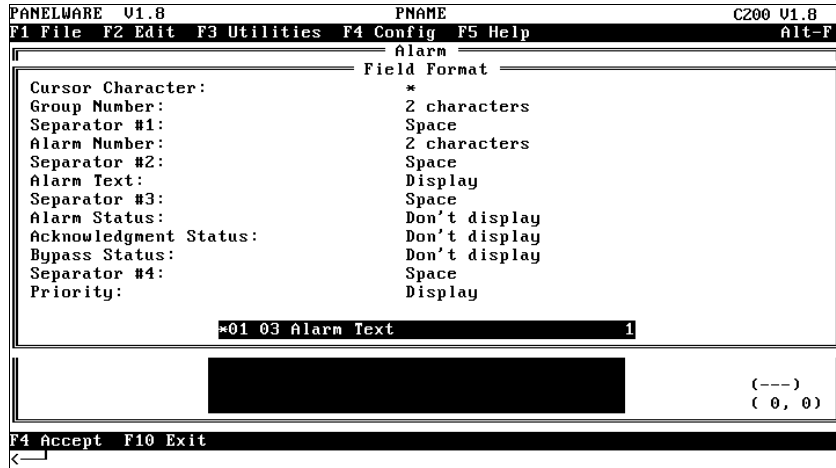 PANELWARE V1.8 PNAME C200 V1.8
F1 File F2 Edit F3 Utilities F4 Config F5 Help Alt-F
Alarm
Field Format
Cursor Character: *
Group Number: 2 characters
Separator #1: Space
Alarm Number: 2 characters
Separator #2: Space
Alarm Text: Display
Separator #3: Space
Alarm Status: Don't display
Acknowledgment Status: Don't display
Bypass Status: Don't display
Separator #4: Space
Priority: Display
*01 03 Alarm Text 1
(---)
( 0, 0)
F4 Accept F10 Exit